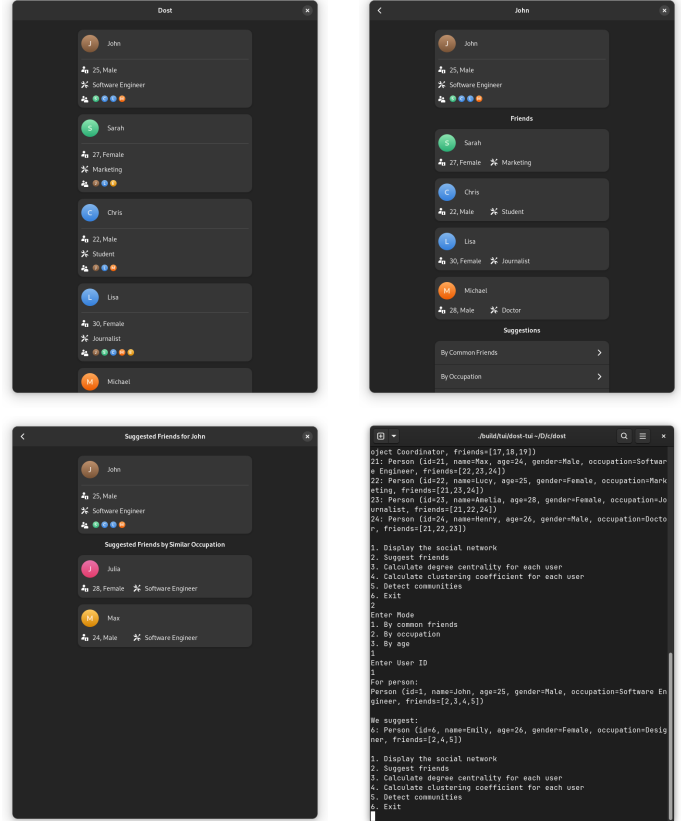 Dost
J John
25, Male
Software Engineer
S Sarah
27, Female
Marketing
C Chris
22, Male
Student
L Lisa
30, Female
Journalist
M Michael
John
J John
25, Male
Software Engineer
Friends
S Sarah
27, Female Marketing
C Chris
22, Male Student
L Lisa
30, Female Journalist
M Michael
28, Male Doctor
Suggestions
By Common Friends
By Occupation
Suggested Friends for John
J John
25, Male
Software Engineer
Suggested Friends by Similar Occupation
J Julia
28, Female Software Engineer
M Max
24, Male Software Engineer
./build/tui/dost-tui ~/D/c/dost
oject Coordinator, friends=[17,18,19])
21: Person (id=21, name=Max, age=24, gender=Male, occupation=Softwar
e Engineer, friends=[22,23,24])
22: Person (id=22, name=Lucy, age=25, gender=Female, occupation=Mark
eting, friends=[21,23,24])
23: Person (id=23, name=Amelia, age=28, gender=Female, occupation=Jo
urnalist, friends=[21,22,24])
24: Person (id=24, name=Henry, age=26, gender=Male, occupation=Docto
r, friends=[21,22,23])
1. Display the social network
2. Suggest friends
3. Calculate degree centrality for each user
4. Calculate clustering coefficient for each user
5. Detect communities
6. Exit
2
Enter Mode
1. By common friends
2. By occupation
3. By age
1
Enter User ID
1
For person:
Person (id=1, name=John, age=25, gender=Male, occupation=Software En
gineer, friends=[2,3,4,5])
We suggest:
6: Person (id=6, name=Emily, age=26, gender=Female, occupation=Desig
ner, friends=[2,4,5])
1. Display the social network
2. Suggest friends
3. Calculate degree centrality for each user
4. Calculate clustering coefficient for each user
5. Detect communities
6. Exit